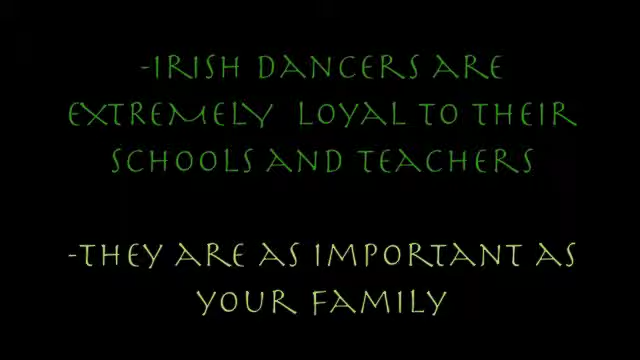 -IRISH DANCERS ARE
EXTREMELY LOYAL TO THEIR
SCHOOLS AND TEACHERS
-THEY ARE AS IMPORTANT AS
YOUR FAMILY